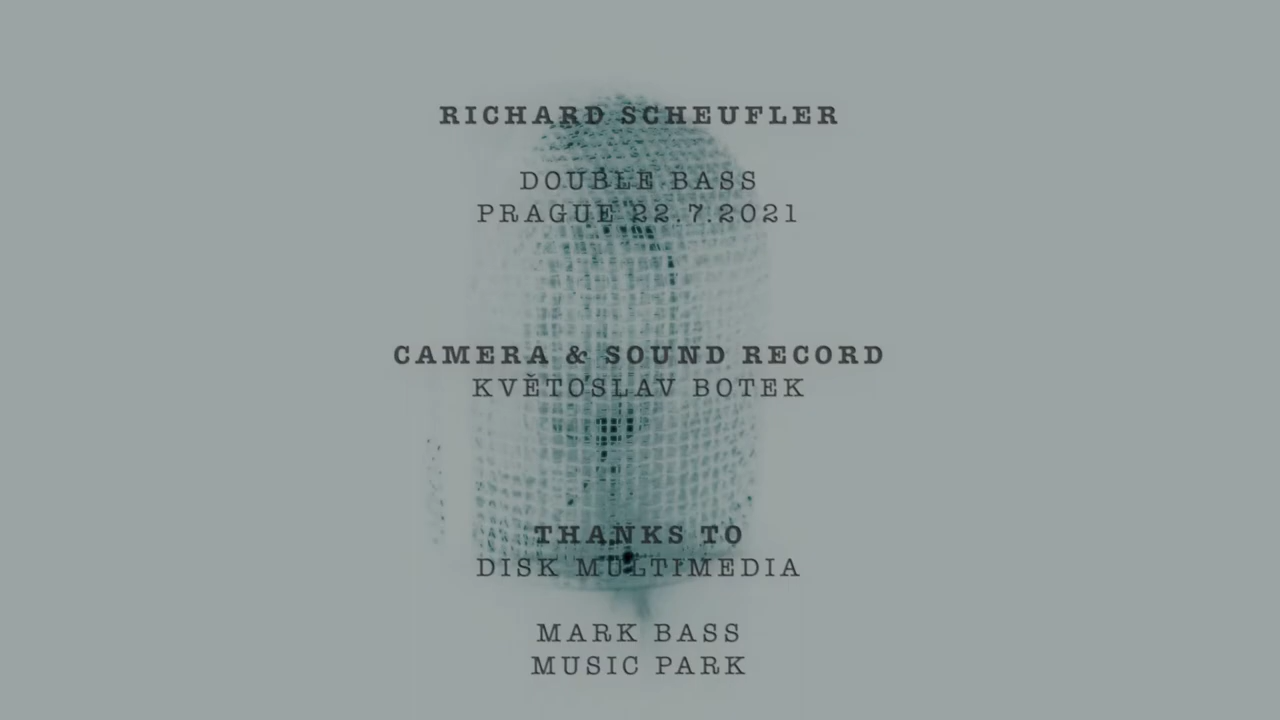 RICHARD SCHEUFLER
DOUBLE BASS
PRAGUE 22.7.2021
CAMERA & SOUND RECORD
KVĚTOSLAV BOTEK
THANKS TO
DISK MULTIMEDIA
MARK BASS
MUSIC PARK